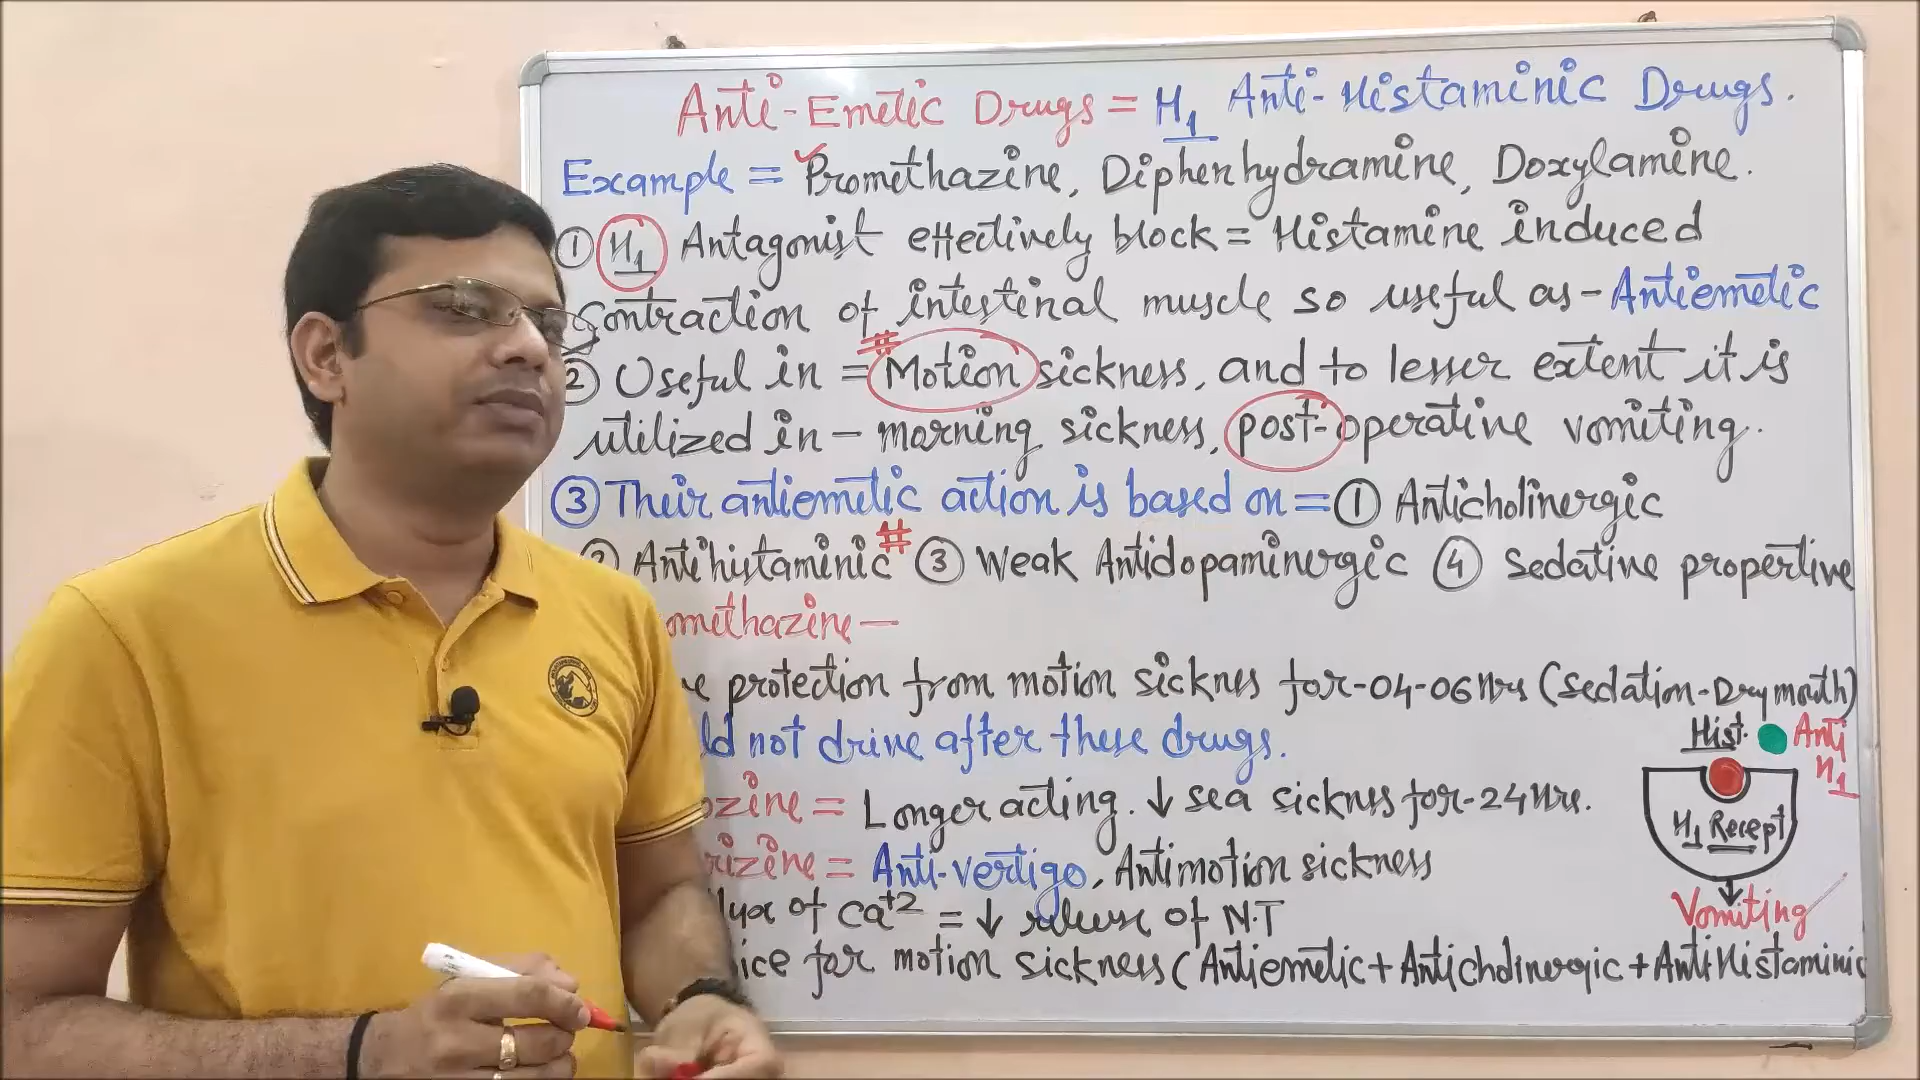 Anti-Emetic Drugs = H1 Anti-Histaminic Drugs.
Example = Promethazine, Diphenhydramine, Doxylamine.
① H1 Antagonist effectively block = Histamine induced
contraction of intestinal muscle so useful as - Antiemetic
② Useful in = #Motion sickness, and to lesser extent it is
utilized in - morning sickness, post-operative vomiting.
③ Their antiemetic action is based on = ① Anticholinergic
② Antihistaminic # ③ Weak Antidopaminergic ④ Sedative propertive
omethazine —
protection from motion sicknes for-04-06 Hrs (Sedation-Dry mouth)
ld not drive after these drugs.
zine = Longer acting. ↓ sea sicknss for-24 Hrs.
rizine = Anti-vertigo, Antimotion sickness
of Ca+2 = ↓ release of N.T
ice for motion sickness (Antiemetic + Anticholinergic + AntiHistaminic
Hist.
Anti
H1
H1 Recept
Vomiting